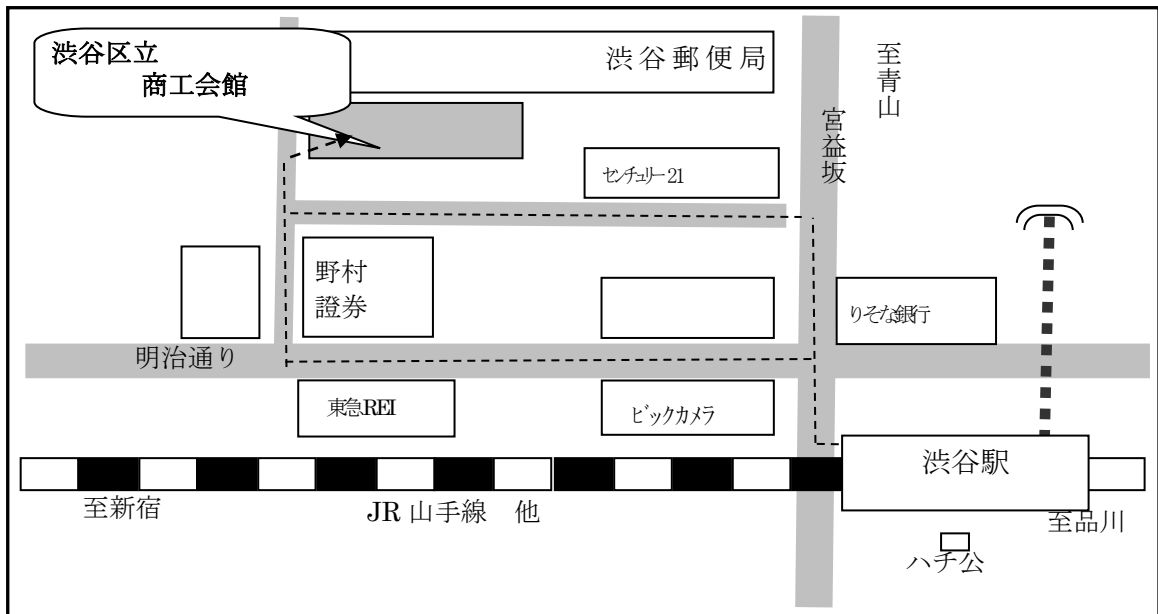 渋谷区立
商工会館
渋谷郵便局
至青山
宮益坂
センチュリー21
野村
證券
りそな銀行
明治通り
東急REI
ビックカメラ
渋谷駅
至新宿
JR山手線 他
至品川
ハチ公